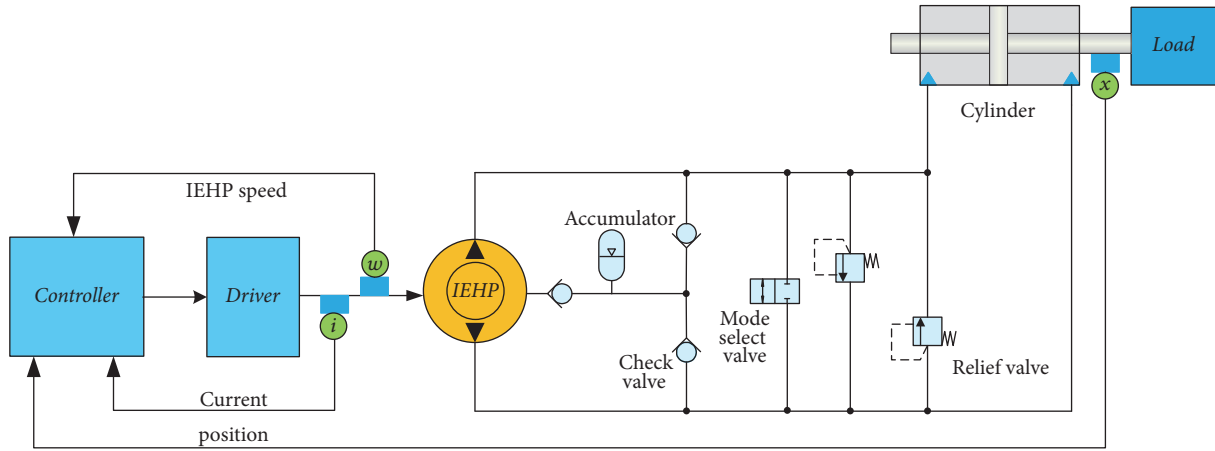 Load
x
Cylinder
IEHP speed
Accumulator
w
Controller
Driver
IEHP
i
Mode
select
valve
Check
valve
Relief valve
Current
position